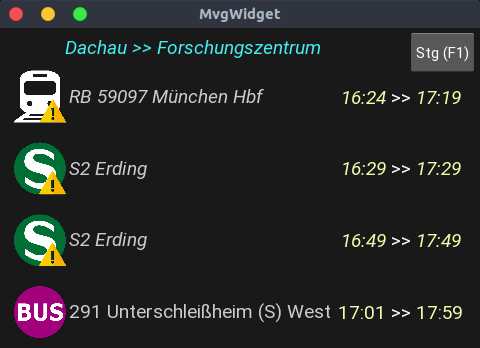 MvgWidget
Dachau >> Forschungszentrum
Stg (F1)
RB 59097 München Hbf 16:24 >> 17:19
S S2 Erding 16:29 >> 17:29
S S2 Erding 16:49 >> 17:49
BUS 291 Unterschleißheim (S) West 17:01 >> 17:59